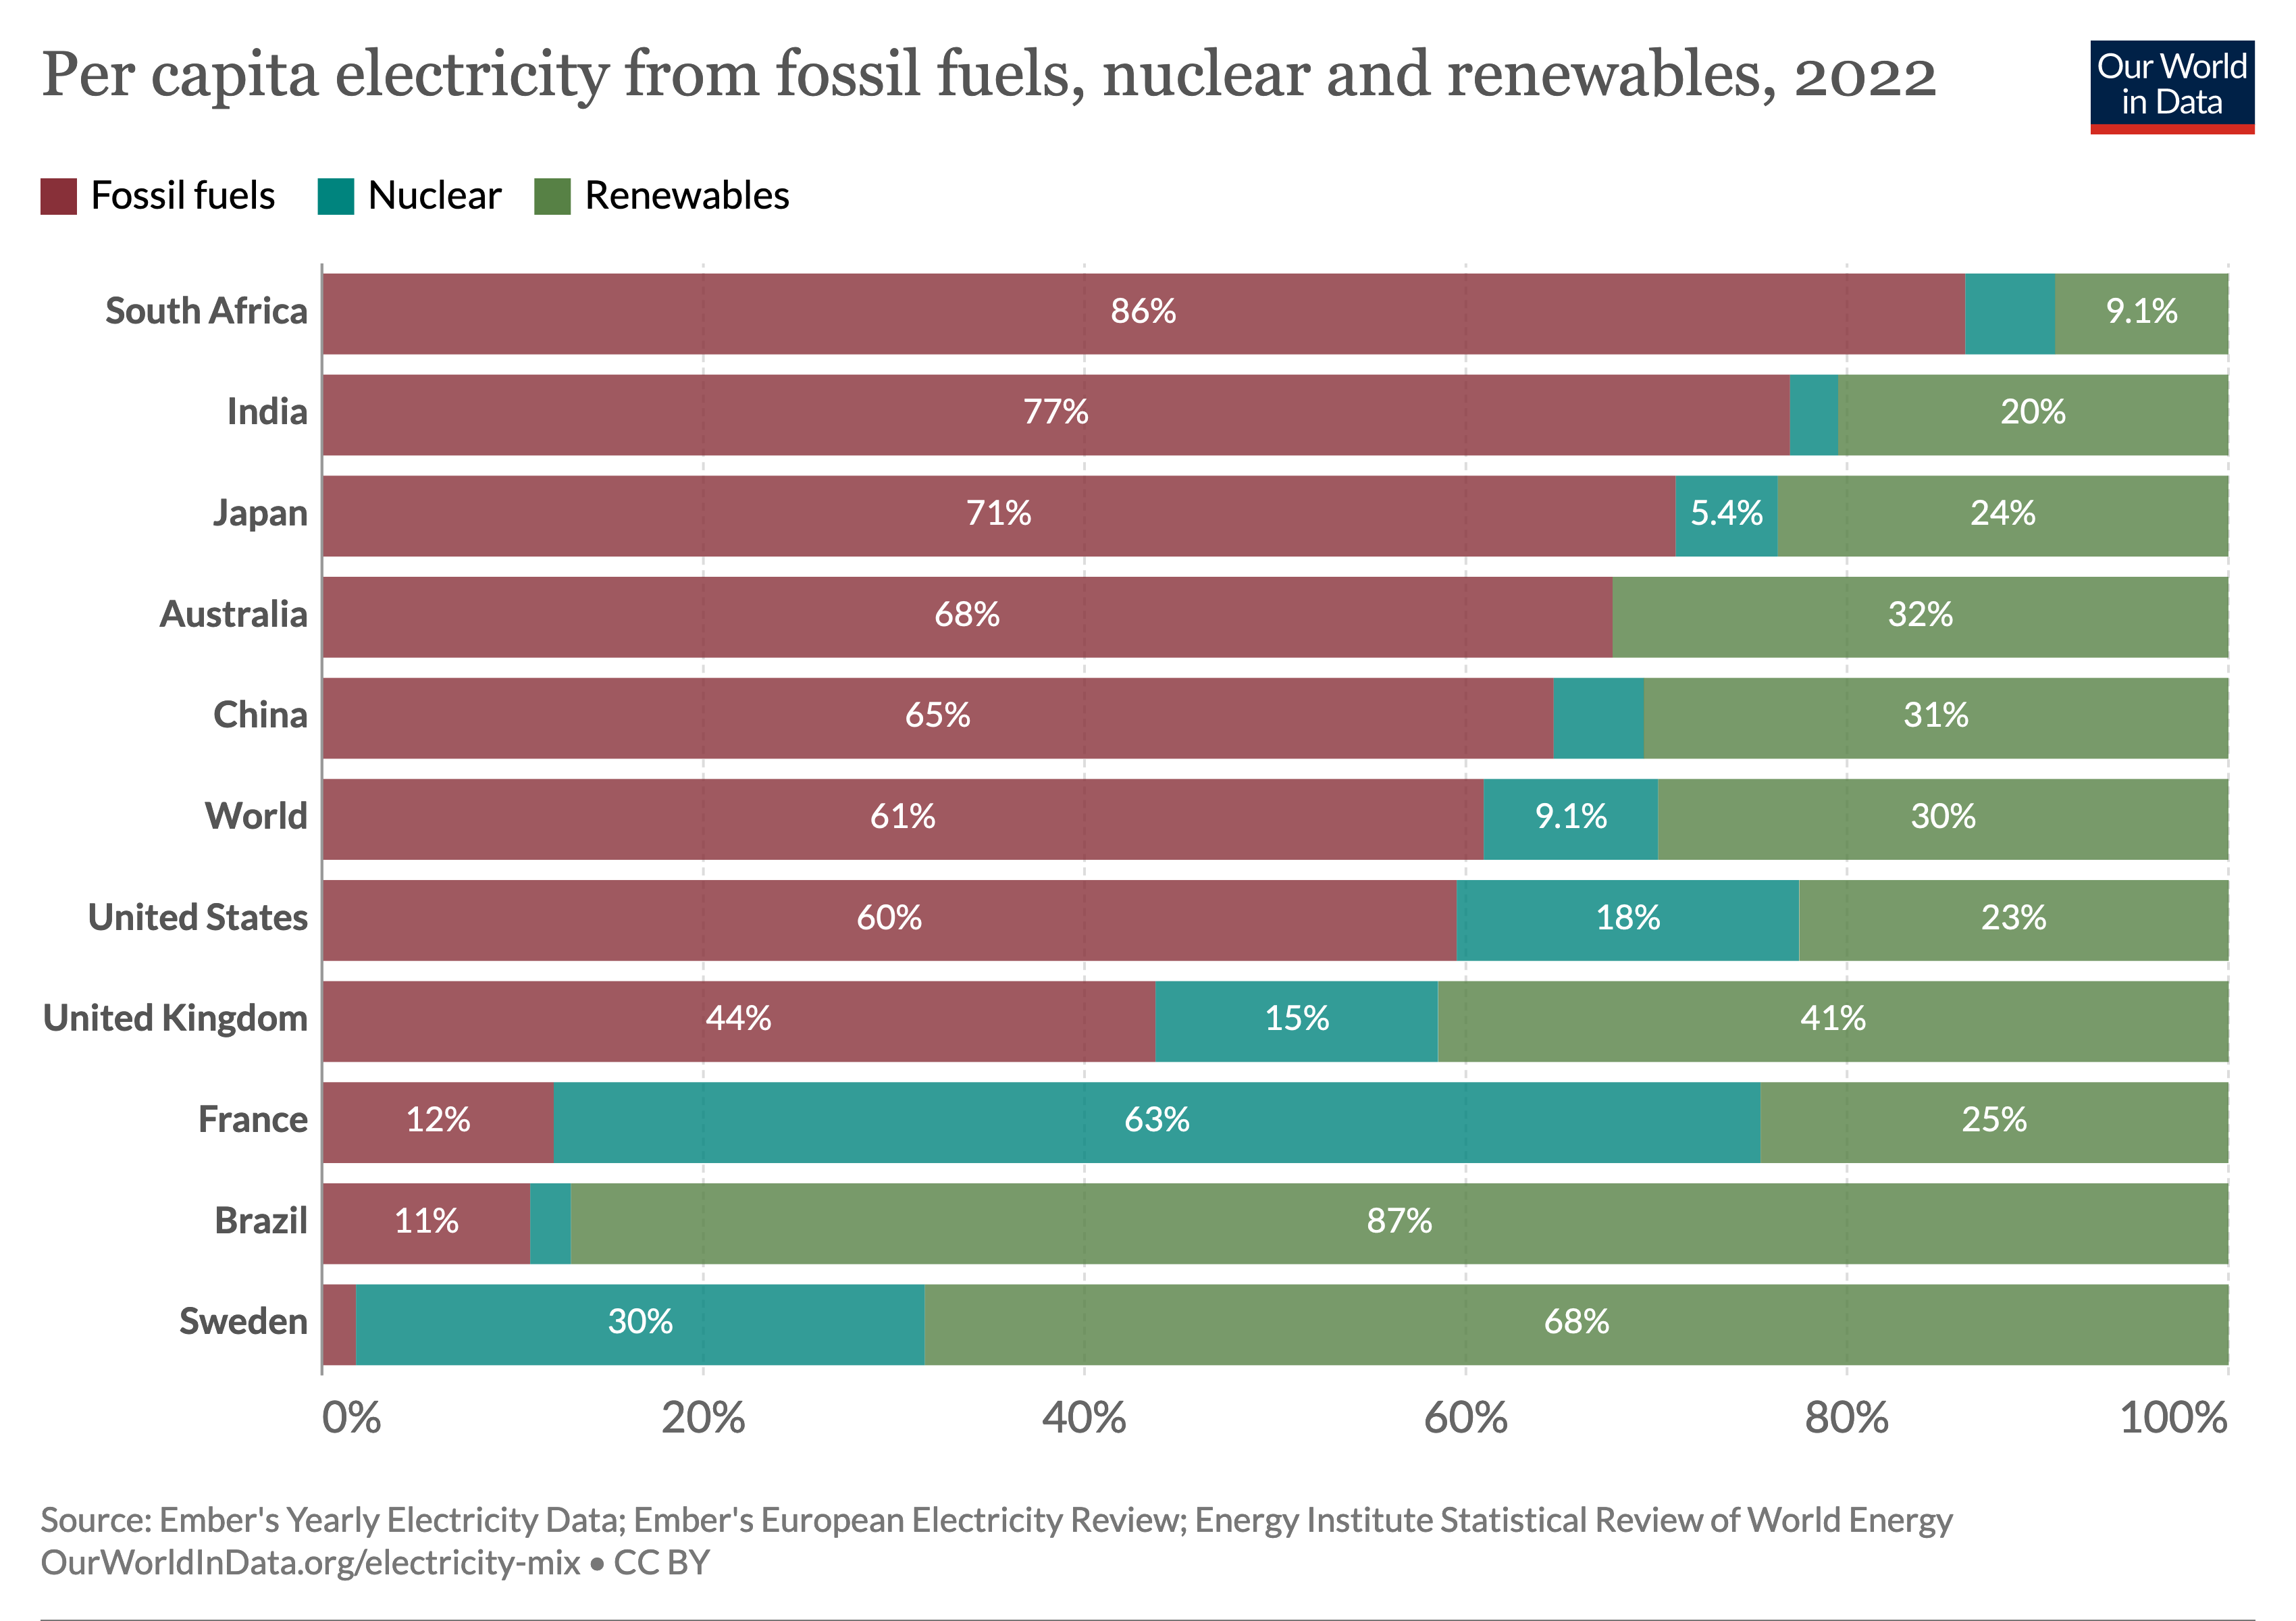 Per capita electricity from fossil fuels, nuclear and renewables, 2022
Our World
in Data
Fossil fuels Nuclear Renewables
South Africa 86% 9.1%
India 77% 20%
Japan 71% 5.4% 24%
Australia 68% 32%
China 65% 31%
World 61% 9.1% 30%
United States 60% 18% 23%
United Kingdom 44% 15% 41%
France 12% 63% 25%
Brazil 11% 87%
Sweden 30% 68%
0% 20% 40% 60% 80% 100%
Source: Ember's Yearly Electricity Data; Ember's European Electricity Review; Energy Institute Statistical Review of World Energy
OurWorldInData.org/electricity-mix • CC BY